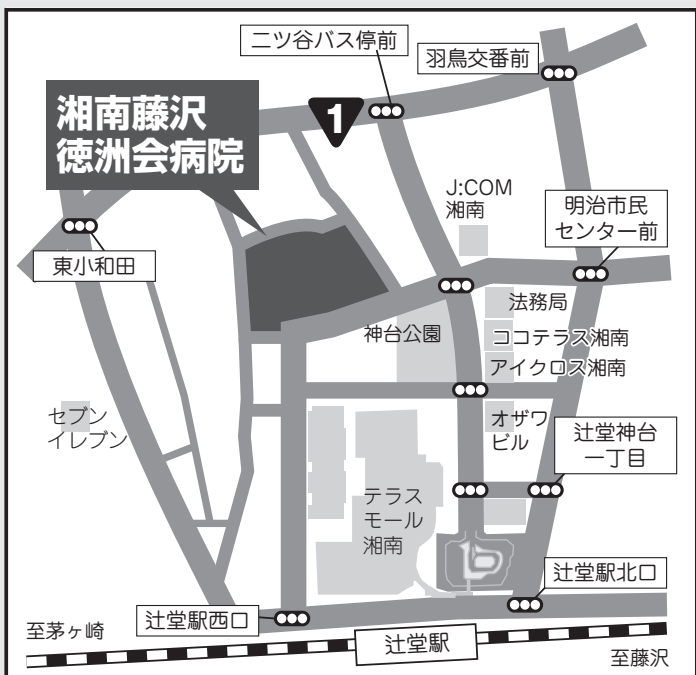 二ツ谷バス停前
羽鳥交番前
湘南藤沢
徳洲会病院
1
J:COM
湘南
明治市民
センター前
東小和田
法務局
神台公園
ココテラス湘南
アイクロス湘南
セブン
イレブン
オザワ
ビル
辻堂神台
一丁目
テラス
モール
湘南
辻堂駅北口
辻堂駅西口
至茅ヶ崎
辻堂駅
至藤沢